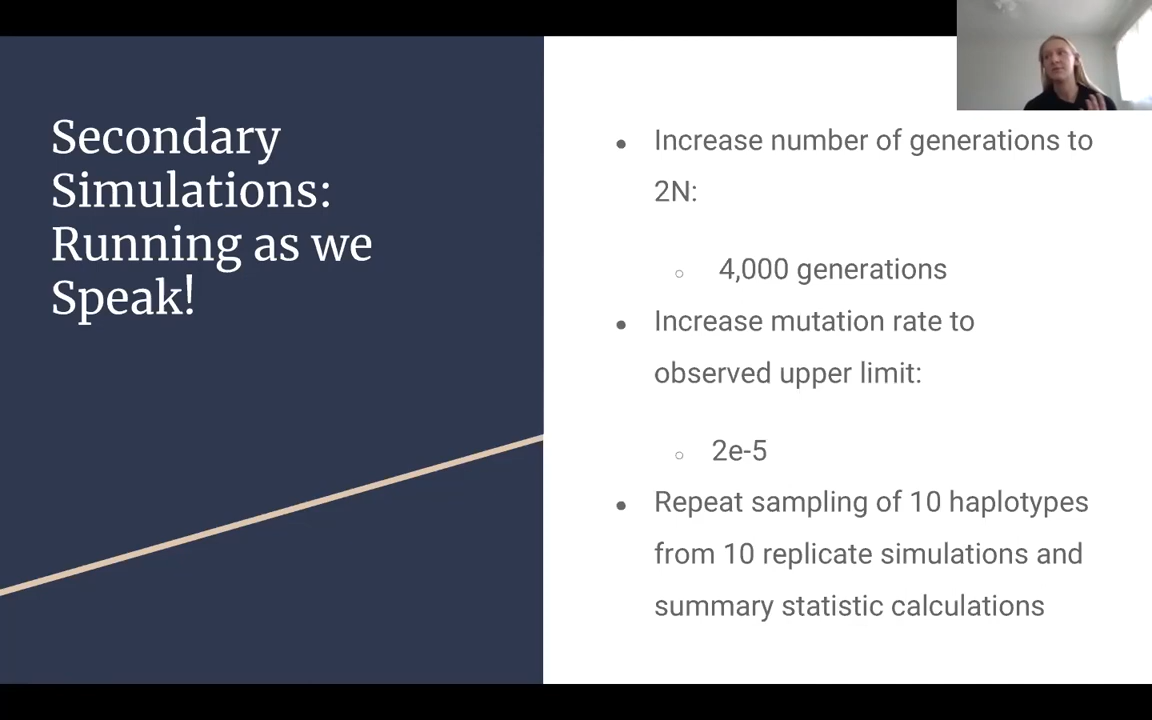 Secondary
Simulations:
Running as we
Speak!
● Increase number of generations to
2N:
○ 4,000 generations
● Increase mutation rate to
observed upper limit:
○ 2e-5
● Repeat sampling of 10 haplotypes
from 10 replicate simulations and
summary statistic calculations